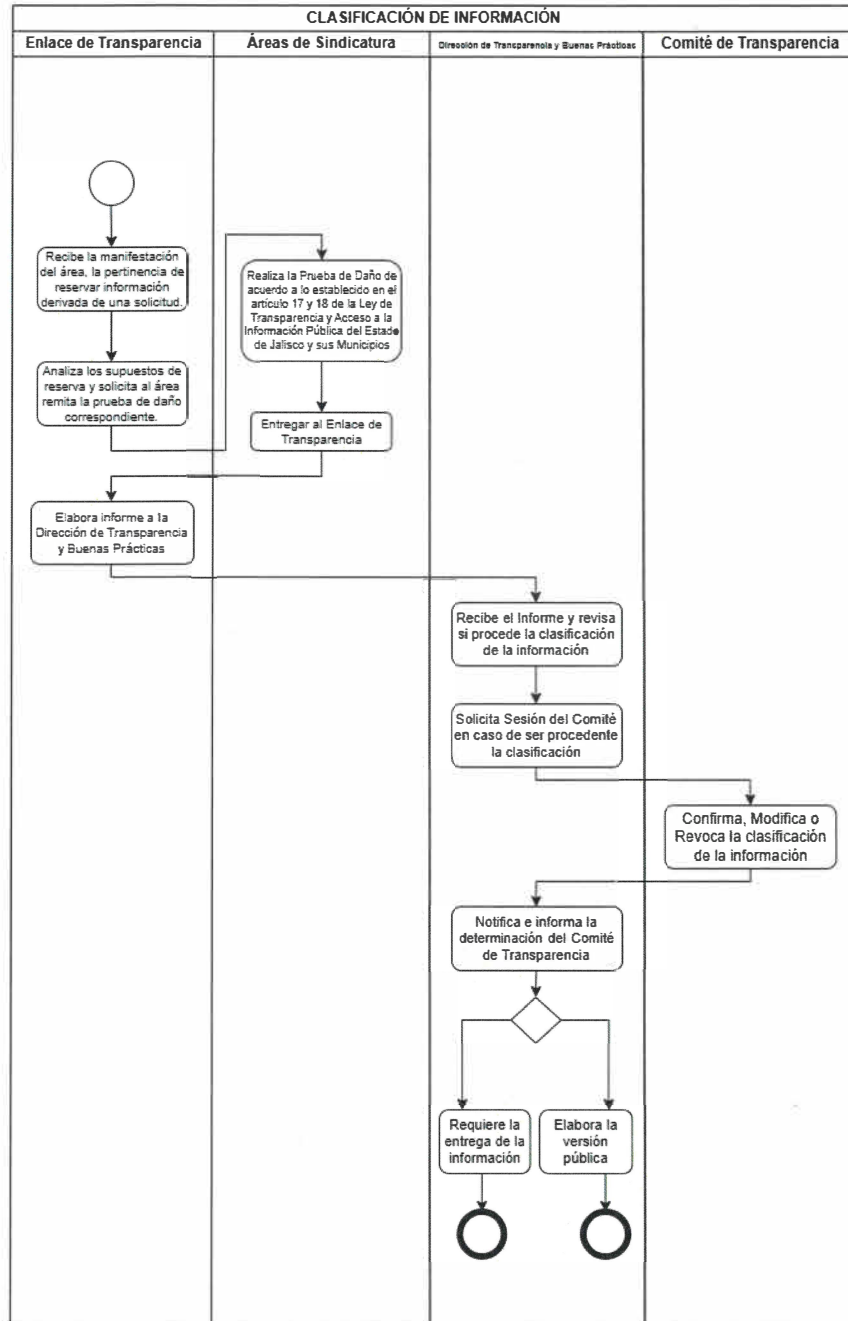 CLASIFICACIÓN DE INFORMACIÓN
Enlace de Transparencia
Áreas de Sindicatura
Dirección de Transparencia y Buenas Prácticas
Comité de Transparencia
Recibe la manifestación
del área, la pertinencia de
reservar información
derivada de una solicitud.
Analiza los supuestos de
reserva y solicita al área
remita la prueba de daño
correspondiente.
Realiza la Prueba de Daño de
acuerdo a lo establecido en el
artículo 17 y 18 de la Ley de
Transparencia y Acceso a la
Información Pública del Estado
de Jalisco y sus Municipios
Entregar al Enlace de
Transparencia
Elabora informe a la
Dirección de Transparencia
y Buenas Prácticas
Recibe el Informe y revisa
si procede la clasificación
de la información
Solicita Sesión del Comité
en caso de ser procedente
la clasificación
Confirma, Modifica o
Revoca la clasificación
de la información
Notifica e informa la
determinación del Comité
de Transparencia
Requiere la
entrega de la
información
Elabora la
versión
pública